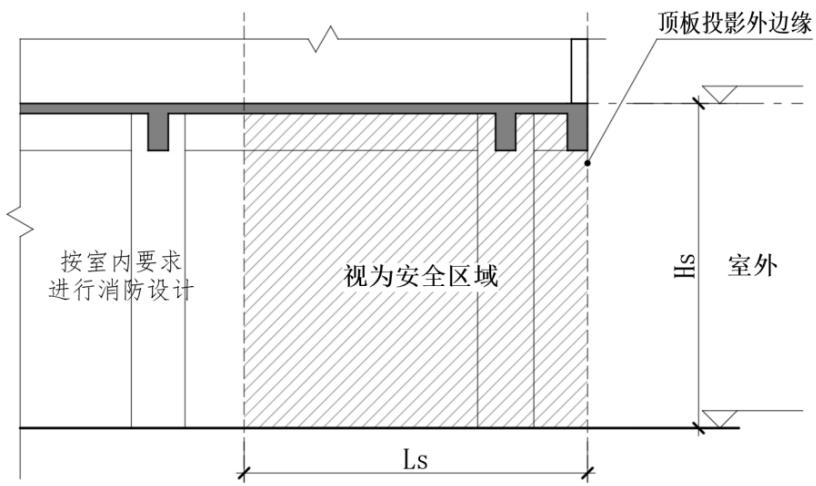 顶板投影外边缘
按室内要求
进行消防设计
视为安全区域
Hs
室外
Ls